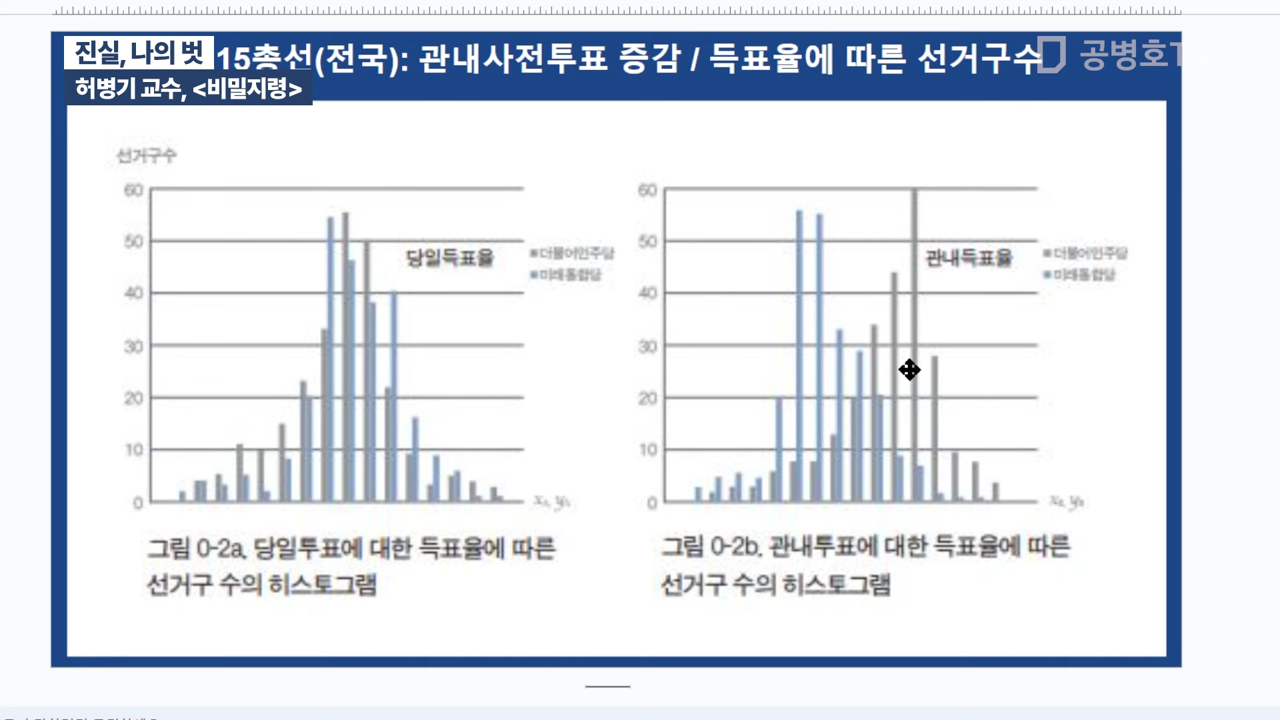 진실, 나의 벗
15총선(전국): 관내사전투표 증감 / 득표율에 따른 선거구수
공병호T
허병기 교수, <비밀지령>
선거구수
60
50
40
30
20
10
0
당일득표율
더불어민주당
미래통합당
그림 0-2a. 당일투표에 대한 득표율에 따른
선거구 수의 히스토그램
60
50
40
30
20
10
0
관내득표율
더불어민주당
미래통합당
그림 0-2b. 관내투표에 대한 득표율에 따른
선거구 수의 히스토그램